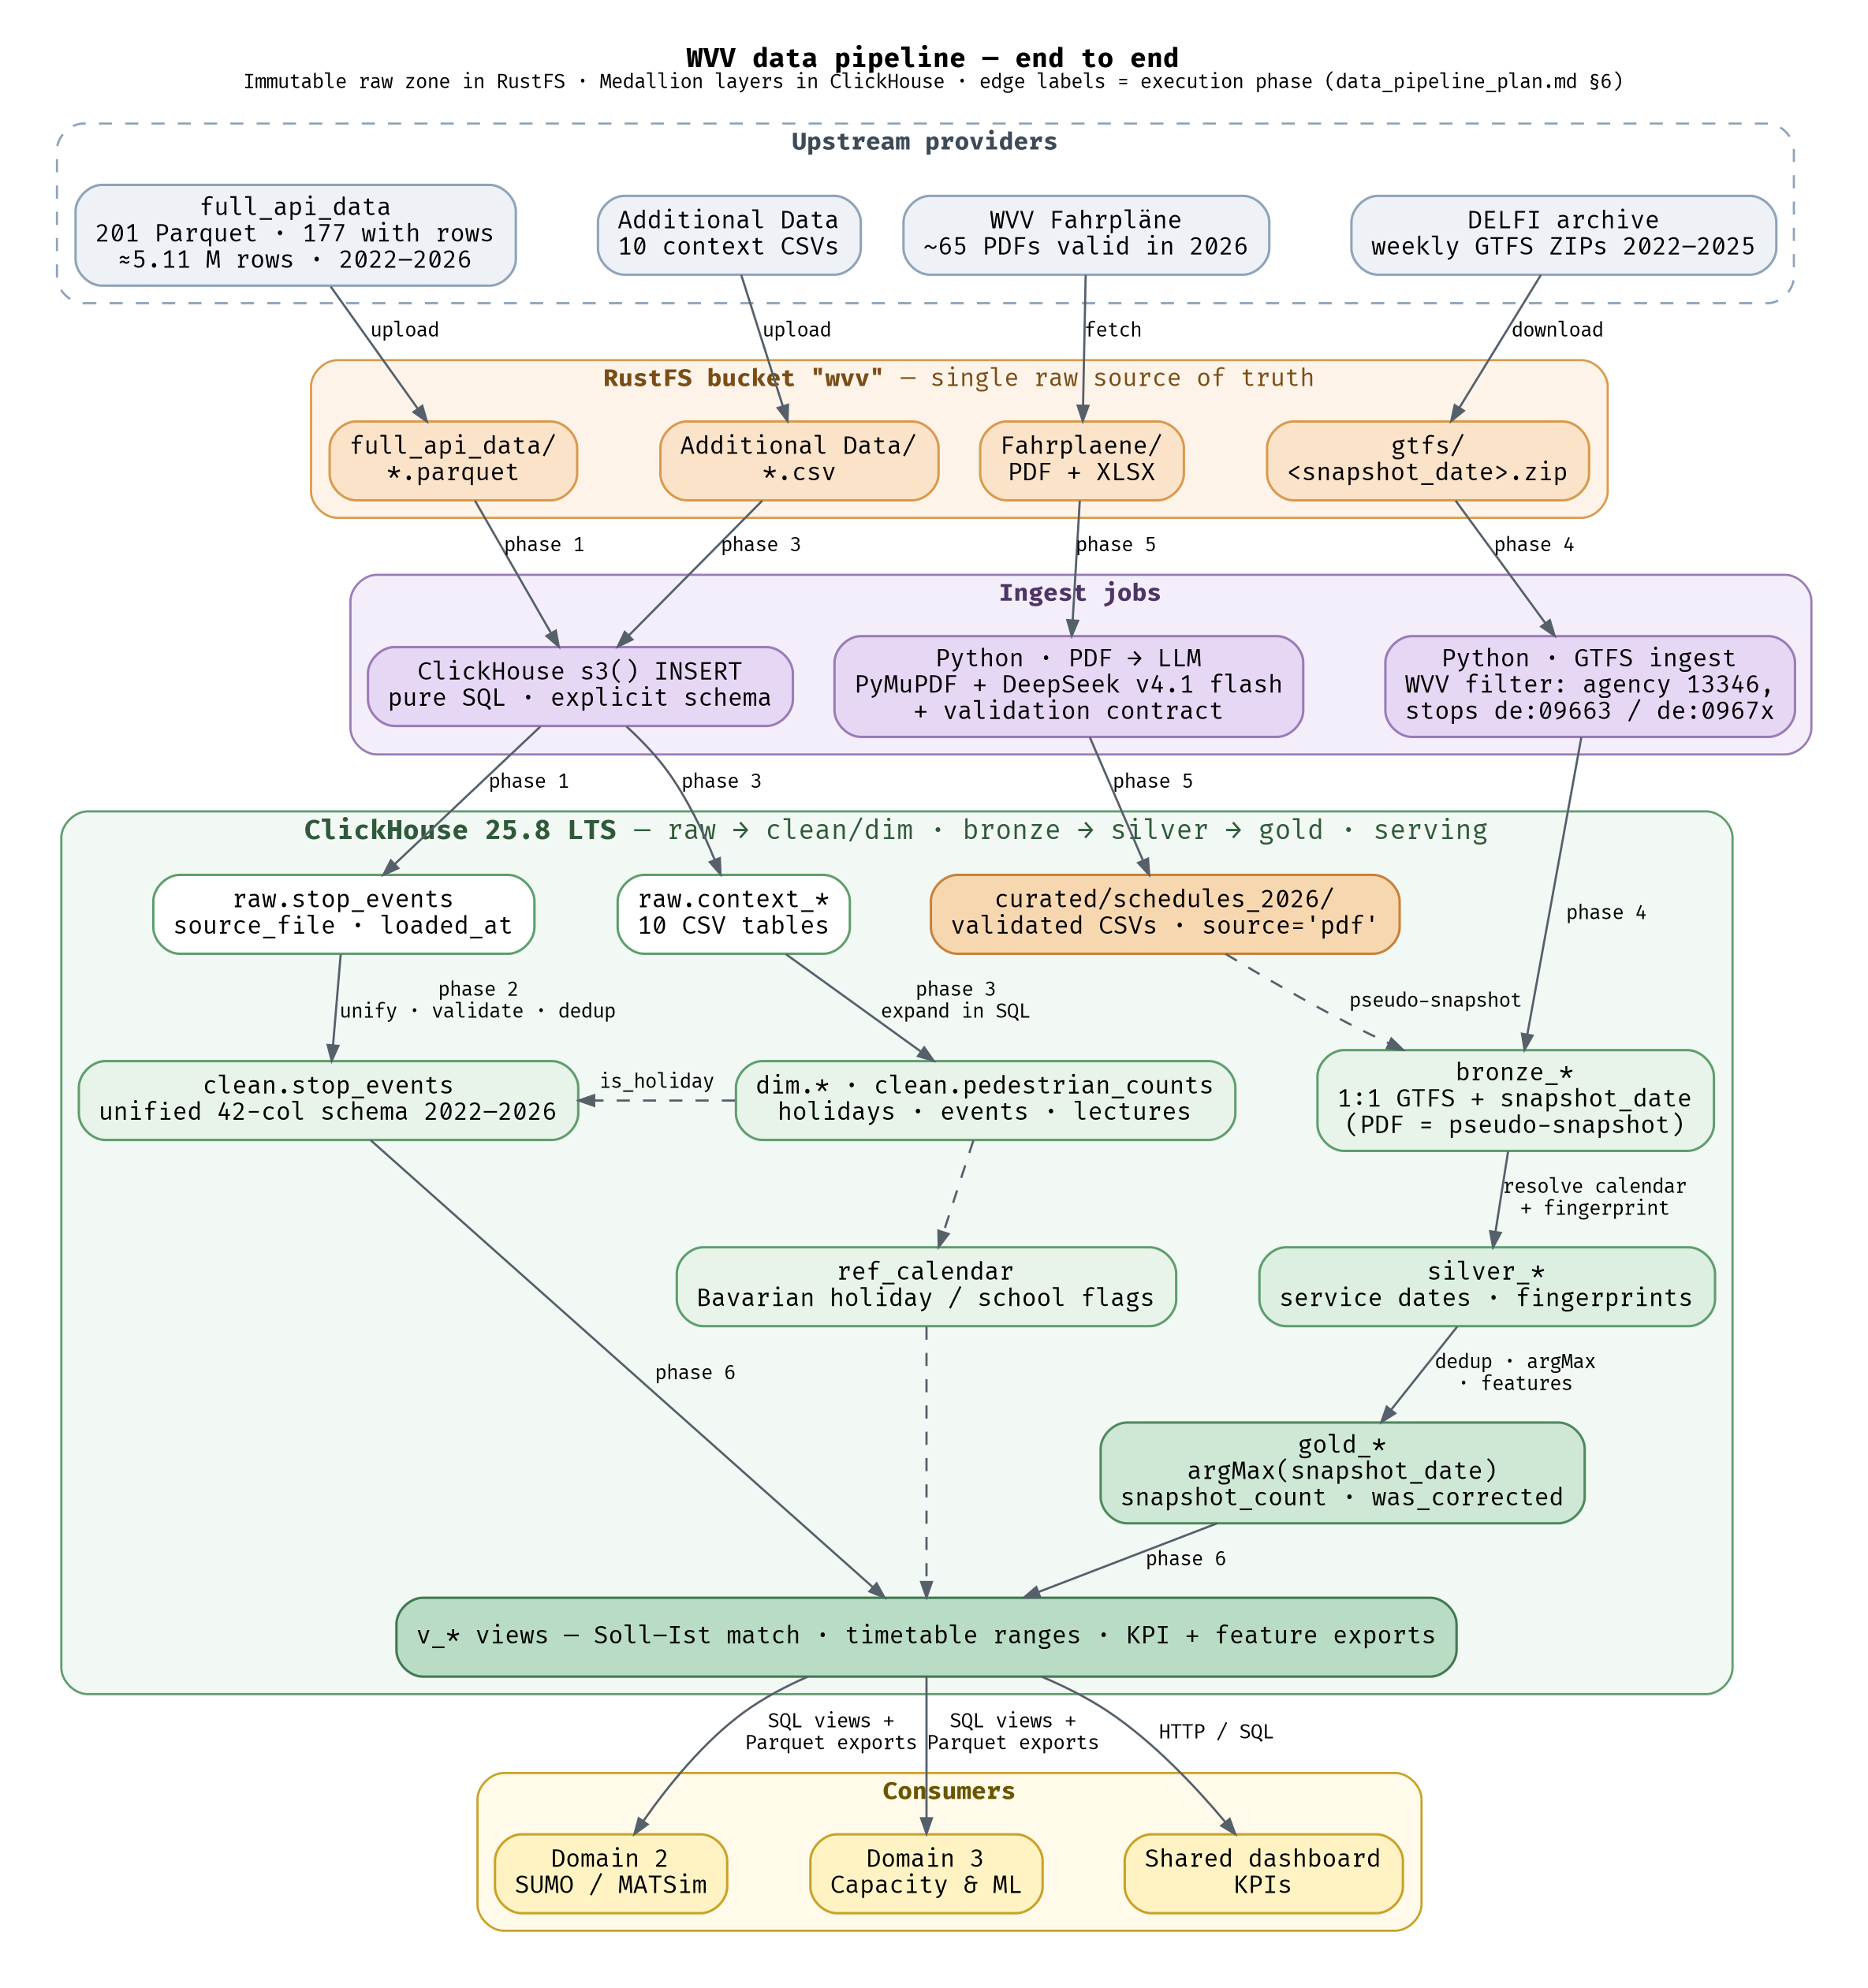 WVV data pipeline — end to end
Immutable raw zone in RustFS · Medallion layers in ClickHouse · edge labels = execution phase (data_pipeline_plan.md §6)
Upstream providers
full_api_data
201 Parquet · 177 with rows
≈5.11 M rows · 2022–2026
Additional Data
10 context CSVs
WVV Fahrpläne
~65 PDFs valid in 2026
DELFI archive
weekly GTFS ZIPs 2022–2025
upload
upload
fetch
download
RustFS bucket "wvv" — single raw source of truth
full_api_data/
*.parquet
Additional Data/
*.csv
Fahrplaene/
PDF + XLSX
gtfs/
<snapshot_date>.zip
phase 1
phase 3
phase 5
phase 4
Ingest jobs
ClickHouse s3() INSERT
pure SQL · explicit schema
Python · PDF → LLM
PyMuPDF + DeepSeek v4.1 flash
+ validation contract
Python · GTFS ingest
WVV filter: agency 13346,
stops de:09663 / de:0967x
phase 1
phase 3
phase 5
ClickHouse 25.8 LTS — raw → clean/dim · bronze → silver → gold · serving
raw.stop_events
source_file · loaded_at
raw.context_*
10 CSV tables
curated/schedules_2026/
validated CSVs · source='pdf'
phase 4
phase 2
unify · validate · dedup
phase 3
expand in SQL
pseudo-snapshot
clean.stop_events
unified 42-col schema 2022–2026
is_holiday
dim.* · clean.pedestrian_counts
holidays · events · lectures
bronze_*
1:1 GTFS + snapshot_date
(PDF = pseudo-snapshot)
resolve calendar
+ fingerprint
ref_calendar
Bavarian holiday / school flags
silver_*
service dates · fingerprints
phase 6
dedup · argMax
· features
gold_*
argMax(snapshot_date)
snapshot_count · was_corrected
phase 6
v_* views — Soll–Ist match · timetable ranges · KPI + feature exports
SQL views +
Parquet exports
SQL views +
Parquet exports
HTTP / SQL
Consumers
Domain 2
SUMO / MATSim
Domain 3
Capacity & ML
Shared dashboard
KPIs